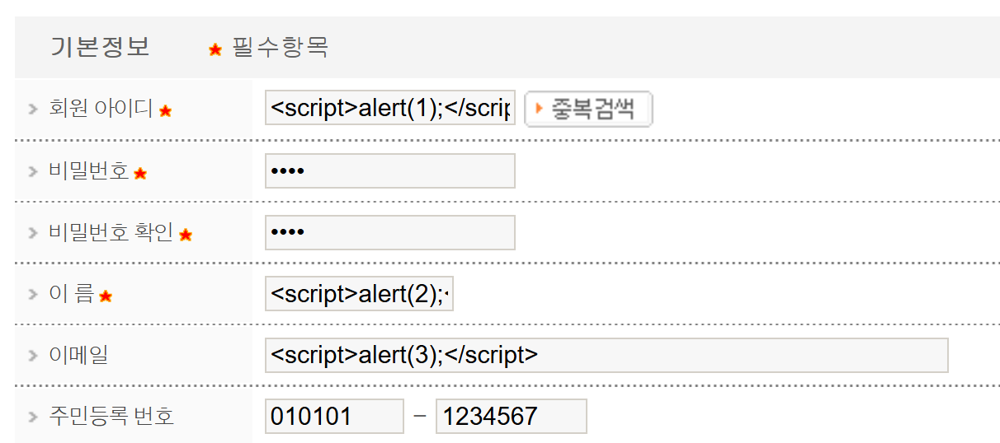 기본정보 ★ 필수항목
회원 아이디 ★ <script>alert(1);</scrip 중복검색
비밀번호 ★ ••••
비밀번호 확인 ★ ••••
이 름 ★ <script>alert(2);
이메일 <script>alert(3);</script>
주민등록 번호 010101 - 1234567